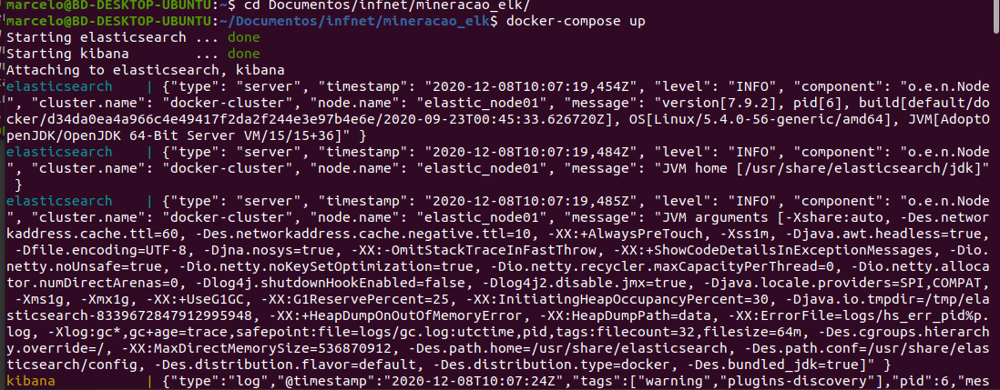 marcelo@BD-DESKTOP-UBUNTU:~$ cd Documentos/infnet/mineracao_elk/
marcelo@BD-DESKTOP-UBUNTU:~/Documentos/infnet/mineracao_elk$ docker-compose up
Starting elasticsearch ... done
Starting kibana        ... done
Attaching to elasticsearch, kibana
elasticsearch    | {"type": "server", "timestamp": "2020-12-08T10:07:19,454Z", "level": "INFO", "component": "o.e.n.Node
", "cluster.name": "docker-cluster", "node.name": "elastic_node01", "message": "version[7.9.2], pid[6], build[default/do
cker/d34da0ea4a966c4e49417f2da2f244e3e97b4e6e/2020-09-23T00:45:33.626720Z], OS[Linux/5.4.0-56-generic/amd64], JVM[AdoptO
penJDK/OpenJDK 64-Bit Server VM/15/15+36]" }
elasticsearch    | {"type": "server", "timestamp": "2020-12-08T10:07:19,484Z", "level": "INFO", "component": "o.e.n.Node
", "cluster.name": "docker-cluster", "node.name": "elastic_node01", "message": "JVM home [/usr/share/elasticsearch/jdk]"
 }
elasticsearch    | {"type": "server", "timestamp": "2020-12-08T10:07:19,485Z", "level": "INFO", "component": "o.e.n.Node
", "cluster.name": "docker-cluster", "node.name": "elastic_node01", "message": "JVM arguments [-Xshare:auto, -Des.networ
kaddress.cache.ttl=60, -Des.networkaddress.cache.negative.ttl=10, -XX:+AlwaysPreTouch, -Xss1m, -Djava.awt.headless=true,
 -Dfile.encoding=UTF-8, -Djna.nosys=true, -XX:-OmitStackTraceInFastThrow, -XX:+ShowCodeDetailsInExceptionMessages, -Dio.
netty.noUnsafe=true, -Dio.netty.noKeySetOptimization=true, -Dio.netty.recycler.maxCapacityPerThread=0, -Dio.netty.alloca
tor.numDirectArenas=0, -Dlog4j.shutdownHookEnabled=false, -Dlog4j2.disable.jmx=true, -Djava.locale.providers=SPI,COMPAT,
 -Xms1g, -Xmx1g, -XX:+UseG1GC, -XX:G1ReservePercent=25, -XX:InitiatingHeapOccupancyPercent=30, -Djava.io.tmpdir=/tmp/ela
sticsearch-8339672847912995948, -XX:+HeapDumpOnOutOfMemoryError, -XX:HeapDumpPath=data, -XX:ErrorFile=logs/hs_err_pid%p.
log, -Xlog:gc*,gc+age=trace,safepoint:file=logs/gc.log:utctime,pid,tags:filecount=32,filesize=64m, -Des.cgroups.hierarch
y.override=/, -XX:MaxDirectMemorySize=536870912, -Des.path.home=/usr/share/elasticsearch, -Des.path.conf=/usr/share/elas
ticsearch/config, -Des.distribution.flavor=default, -Des.distribution.type=docker, -Des.bundled_jdk=true]" }
kibana           | {"type":"log","@timestamp":"2020-12-08T10:07:24Z","tags":["warning","plugins-discovery"],"pid":6,"mes